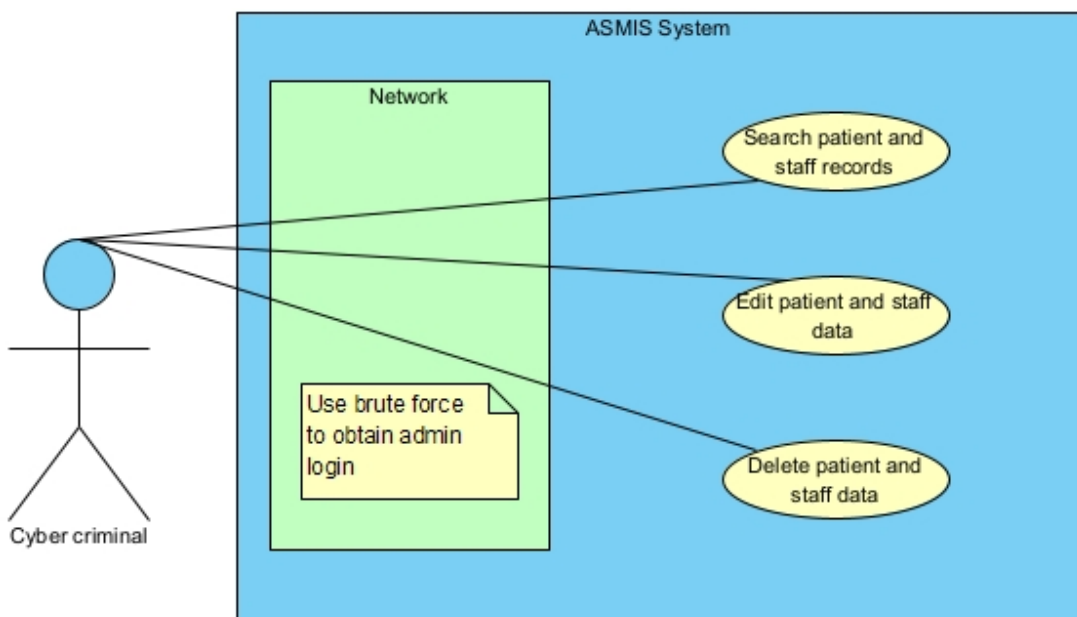 ASMIS System
Network
Search patient and
staff records
Edit patient and staff
data
Use brute force
to obtain admin
login
Delete patient and
staff data
Cyber criminal